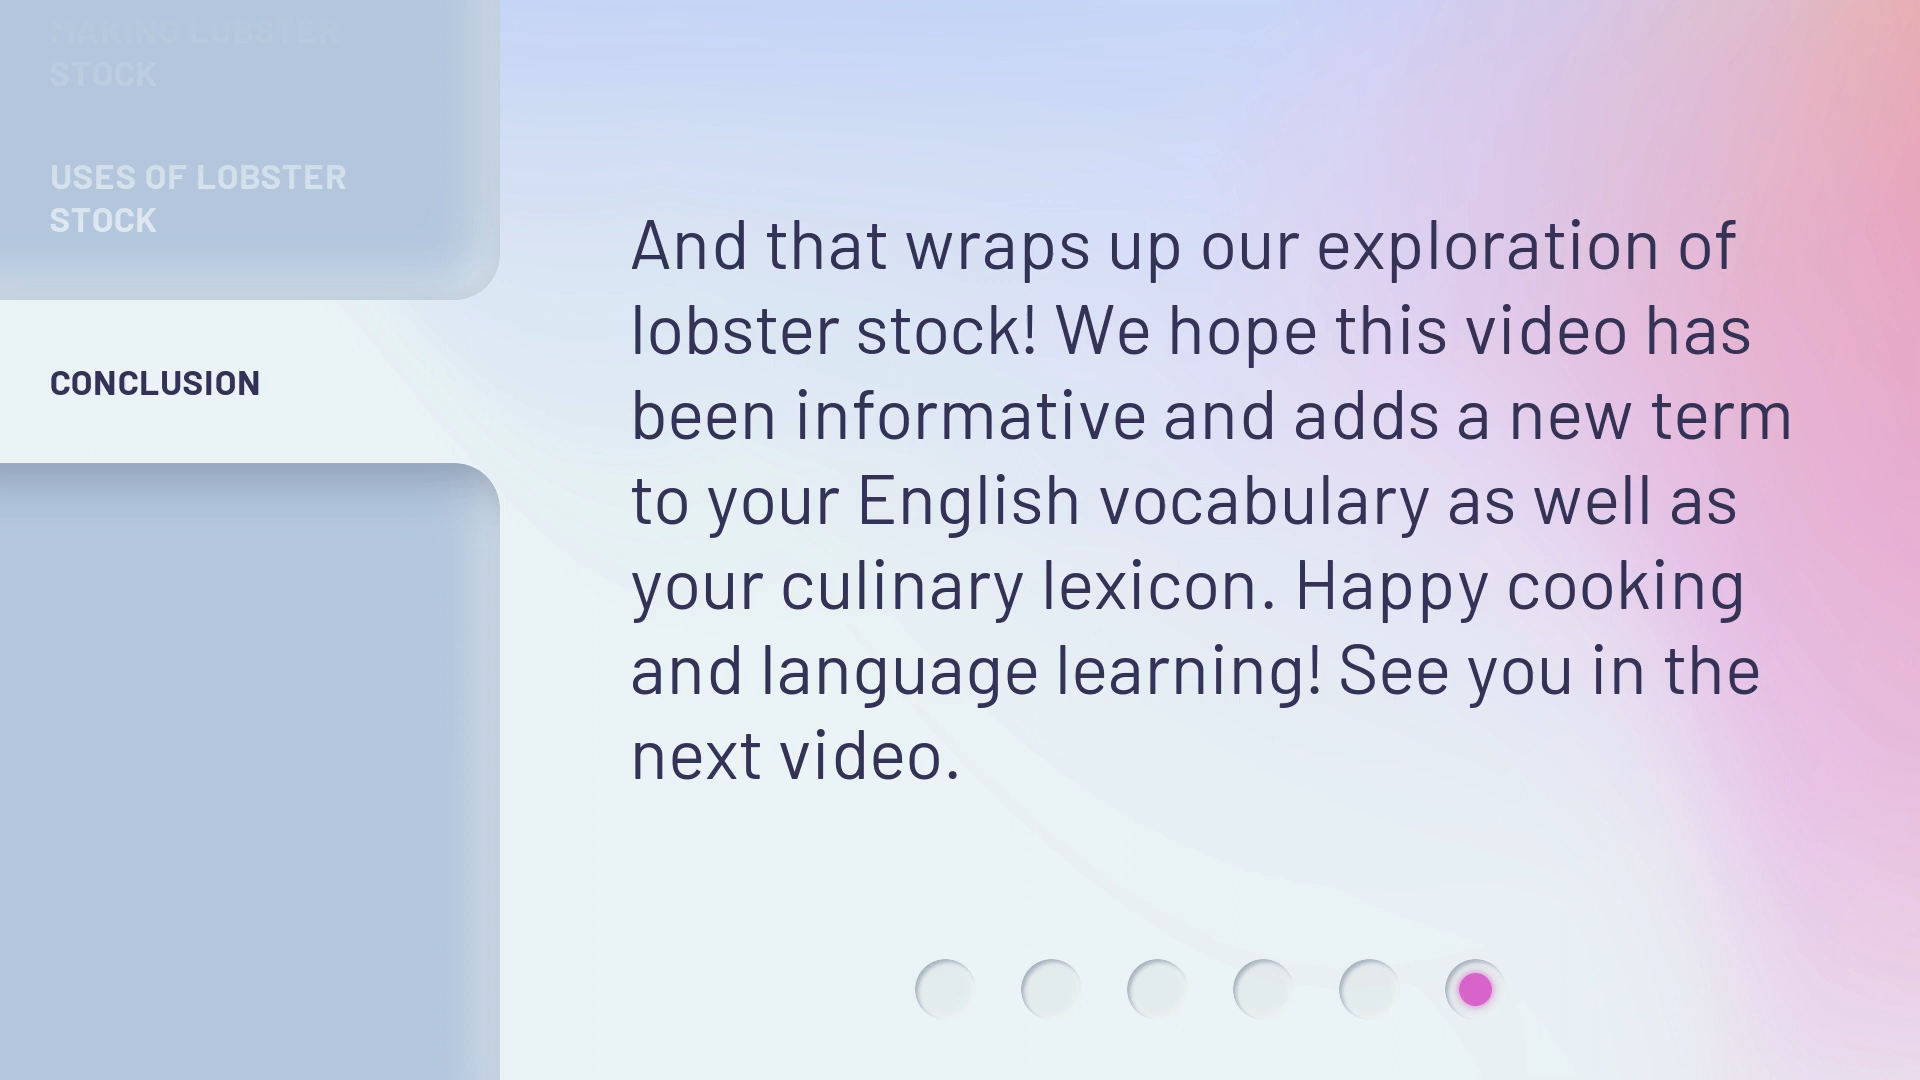 MAKING LOBSTER
STOCK
USES OF LOBSTER
STOCK
CONCLUSION
And that wraps up our exploration of
lobster stock! We hope this video has
been informative and adds a new term
to your English vocabulary as well as
your culinary lexicon. Happy cooking
and language learning! See you in the
next video.